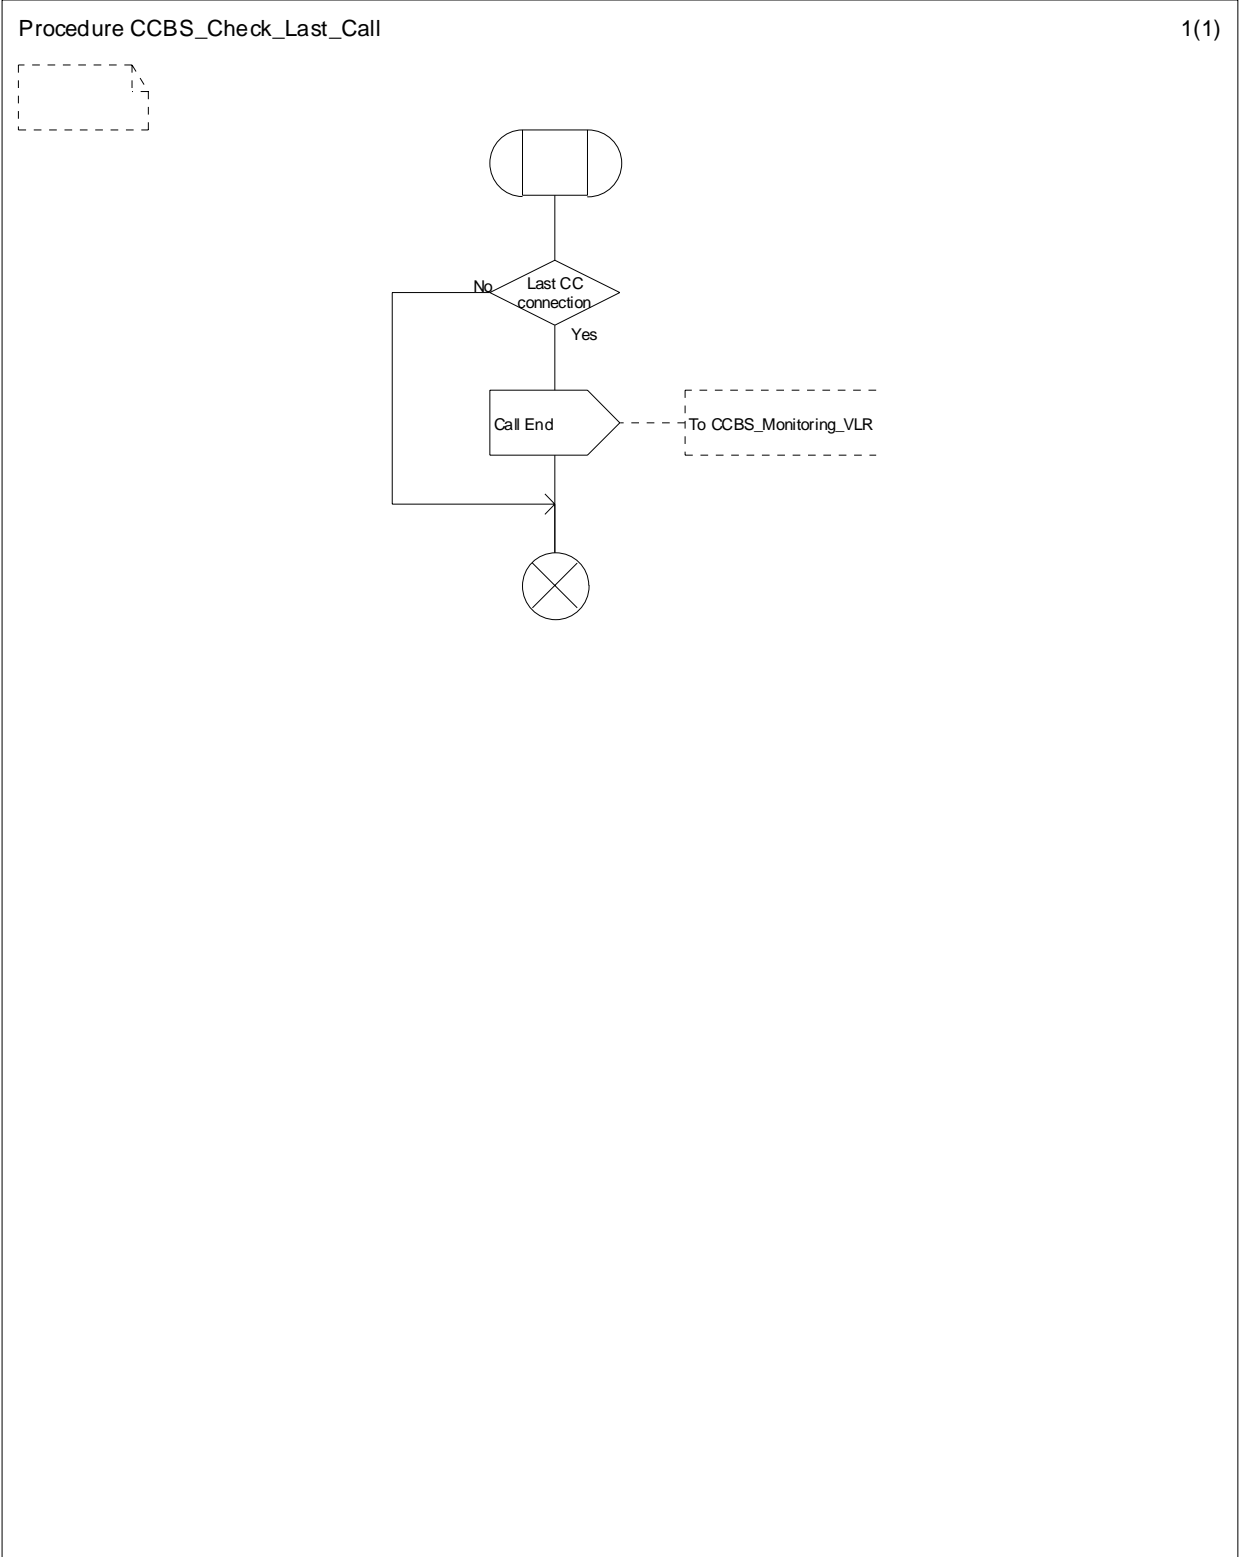 Procedure CCBS_Check_Last_Call
1(1)
No
Last CC
connection
Yes
Call End
To CCBS_Monitoring_VLR